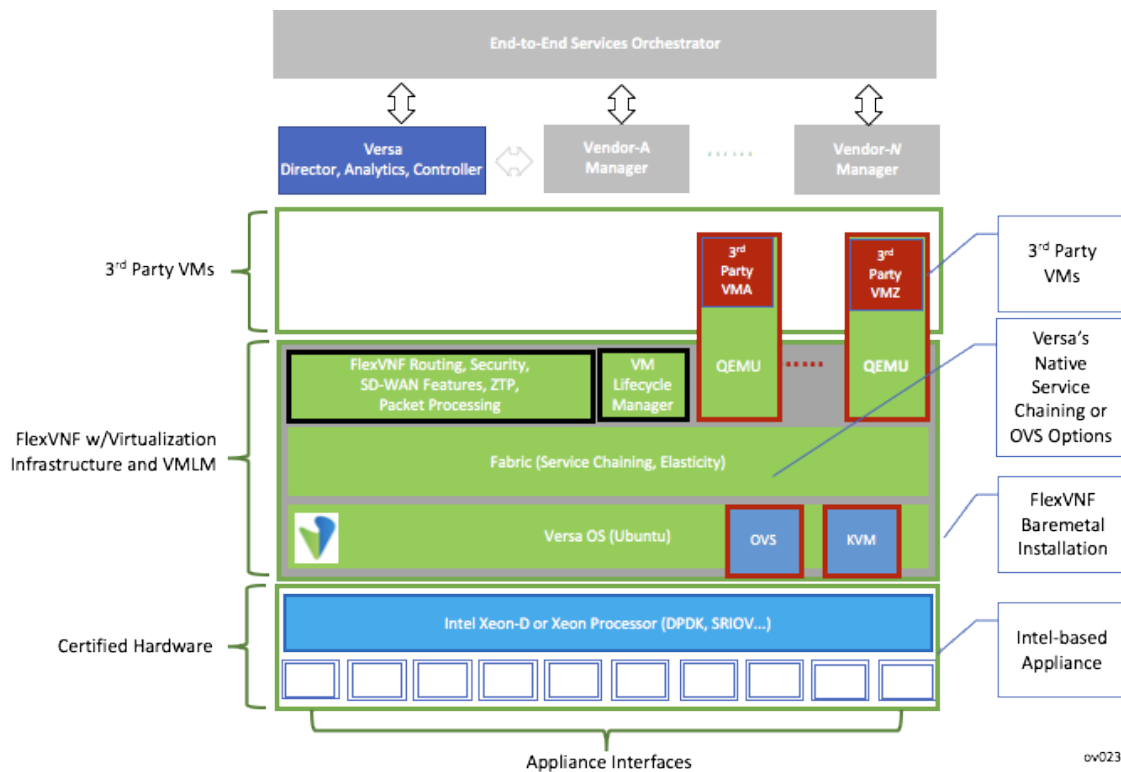 End-to-End Services Orchestrator
Versa
Director, Analytics, Controller
Vendor-A
Manager
......
Vendor-N
Manager
3rd Party VMs
3rd
Party
VMA
3rd
Party
VMZ
3rd Party
VMs
FlexVNF Routing, Security,
SD-WAN Features, ZTP,
Packet Processing
VM
Lifecycle
Manager
QEMU
......
QEMU
Versa's
Native
Service
Chaining or
OVS Options
FlexVNF w/Virtualization
Infrastructure and VMLM
Fabric (Service Chaining, Elasticity)
Versa OS (Ubuntu)
OVS
KVM
FlexVNF
Baremetal
Installation
Certified Hardware
Intel Xeon-D or Xeon Processor (DPDK, SRIOV...)
Intel-based
Appliance
Appliance Interfaces
ov023